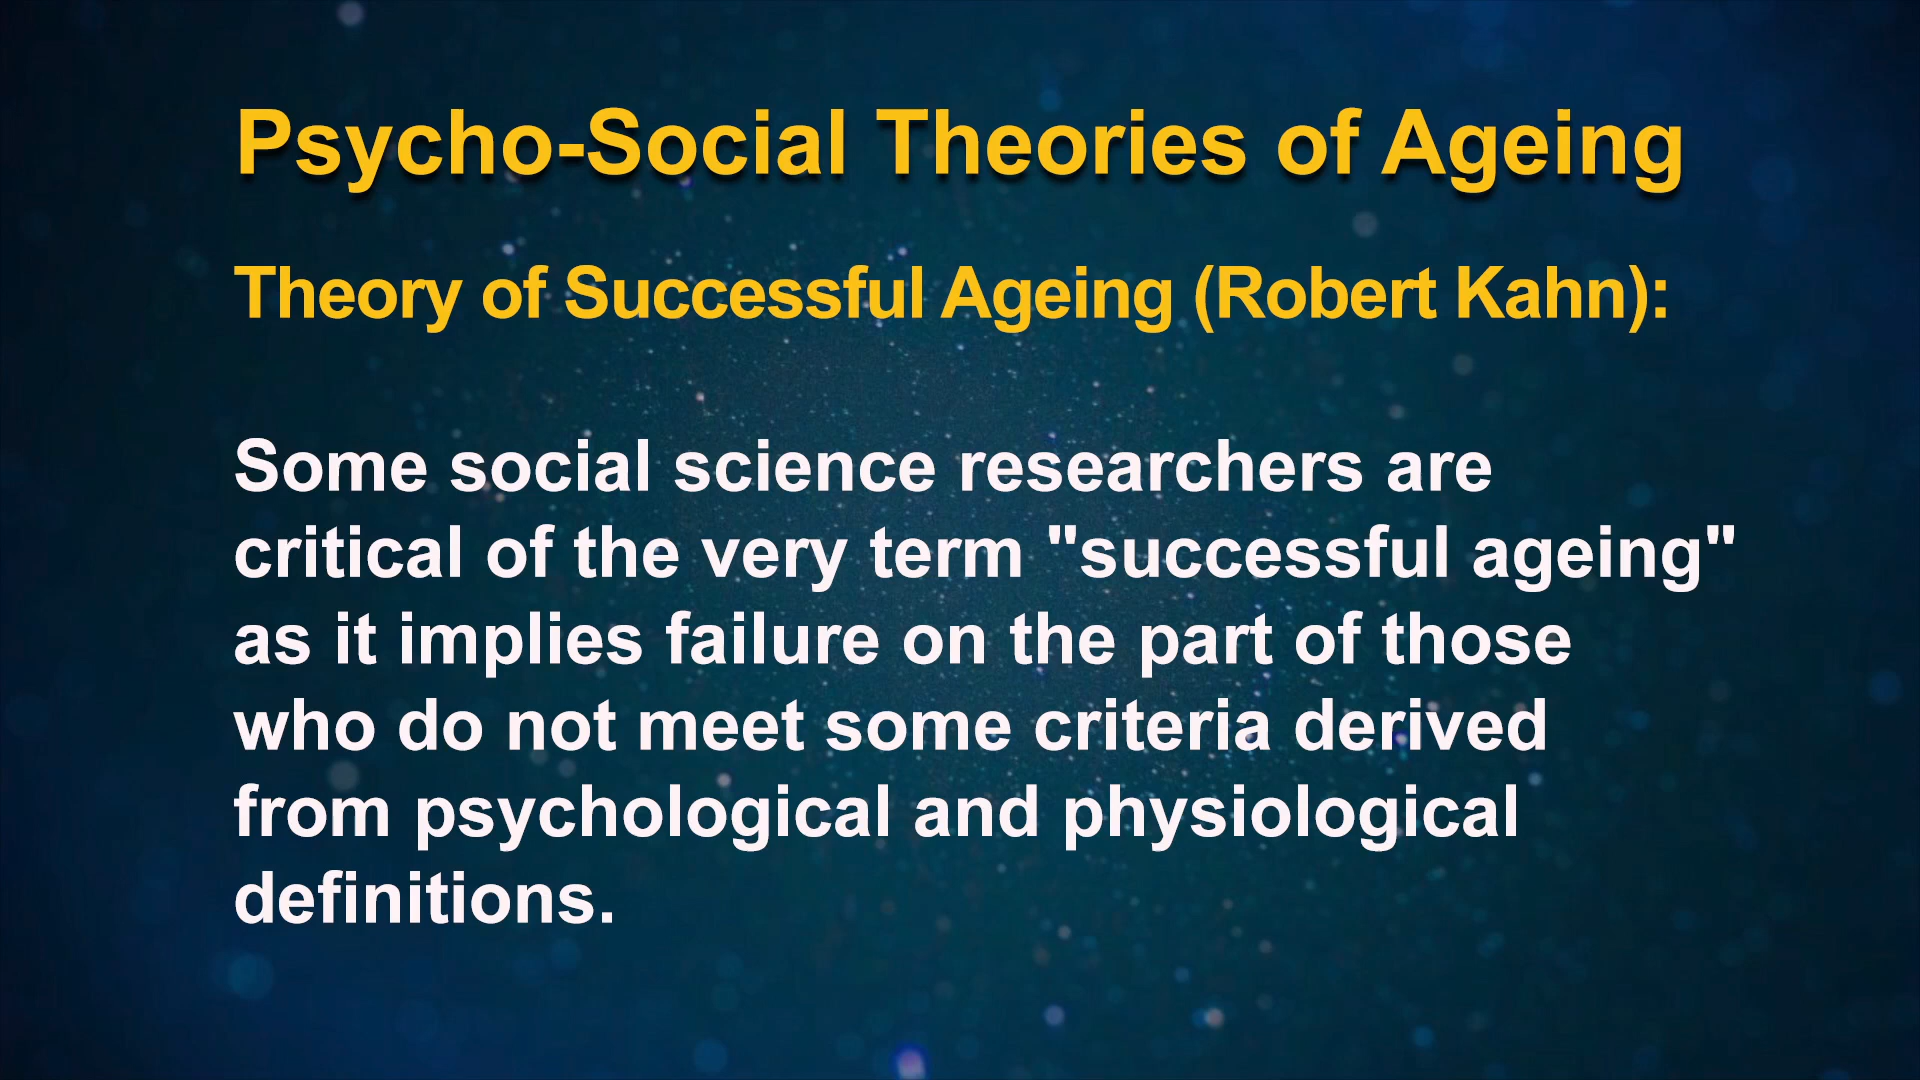 Psycho-Social Theories of Ageing
Theory of Successful Ageing (Robert Kahn):
Some social science researchers are
critical of the very term "successful ageing"
as it implies failure on the part of those
who do not meet some criteria derived
from psychological and physiological
definitions.